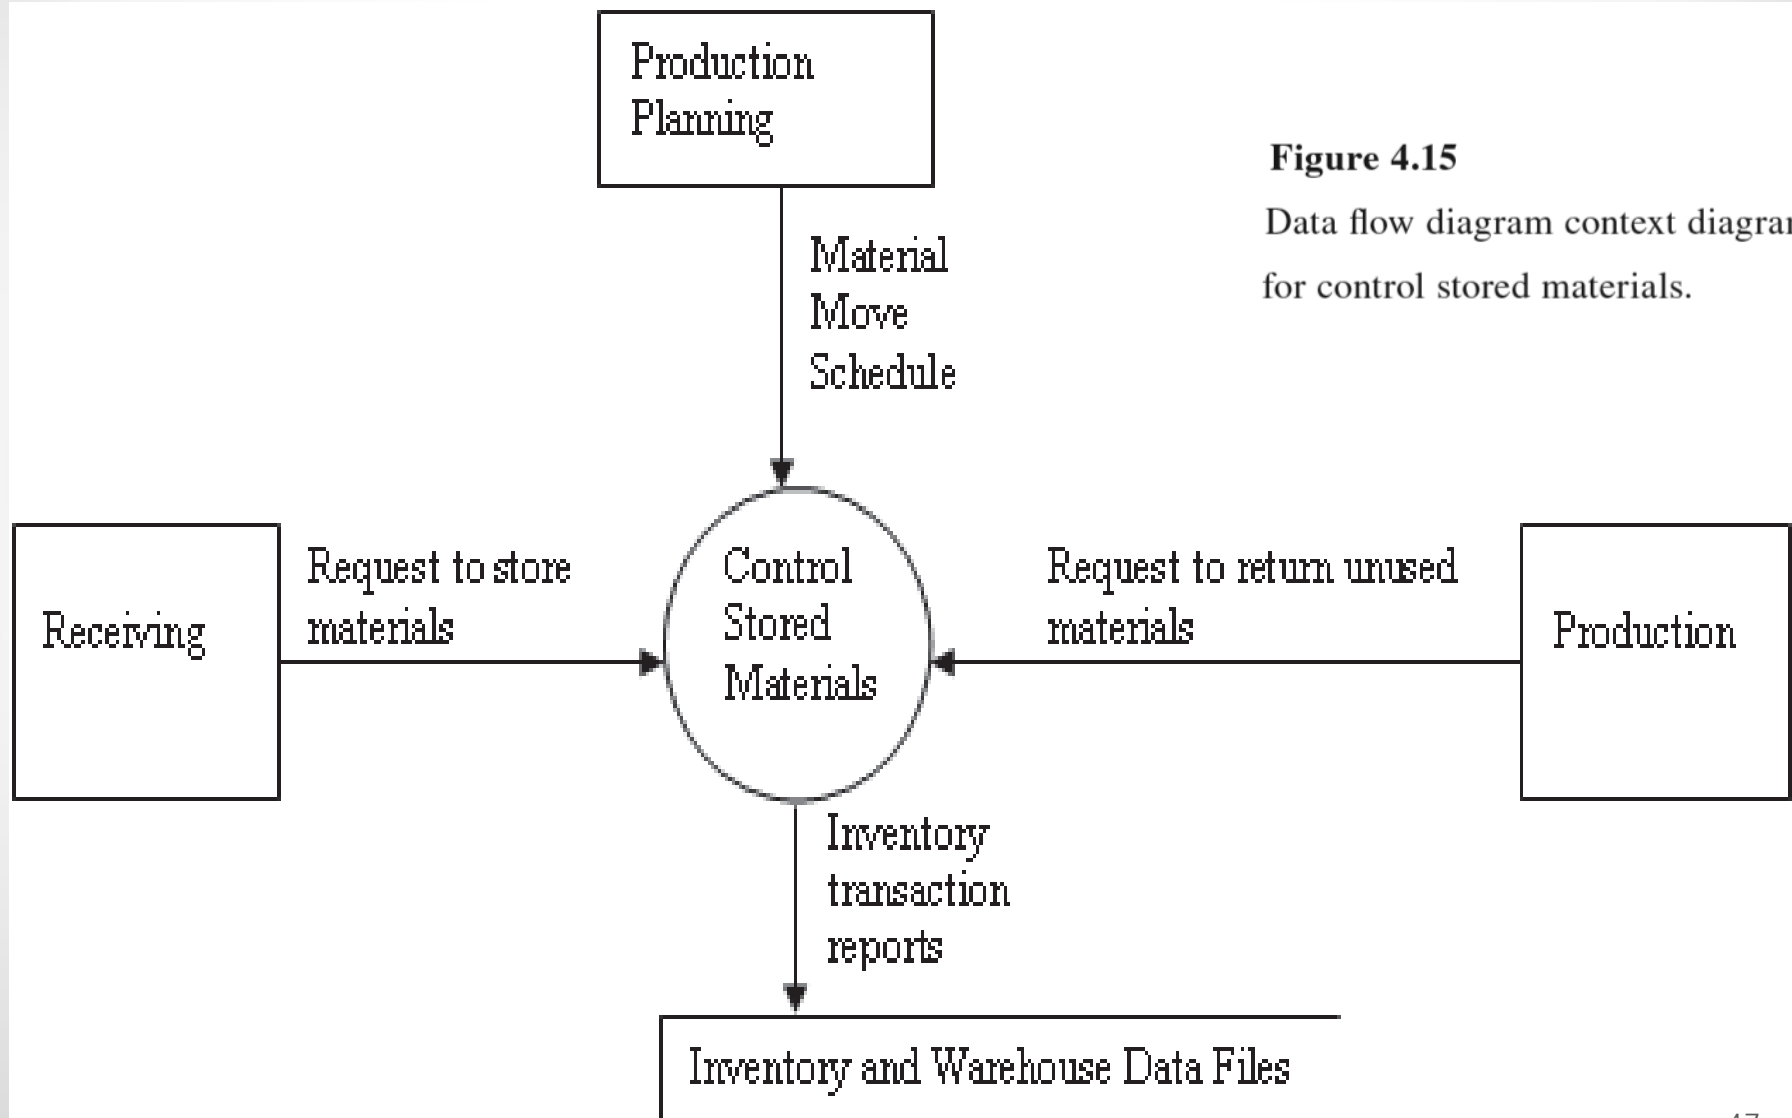 Production
Planning
Figure 4.15
Data flow diagram context
for control stored materials.
Material
Move
Schedule
Receiving
Request to store
materials
Control
Stored
Materials
Request to return unused
materials
Production
Inventory
transaction
reports
Inventory and Warehouse Data Files